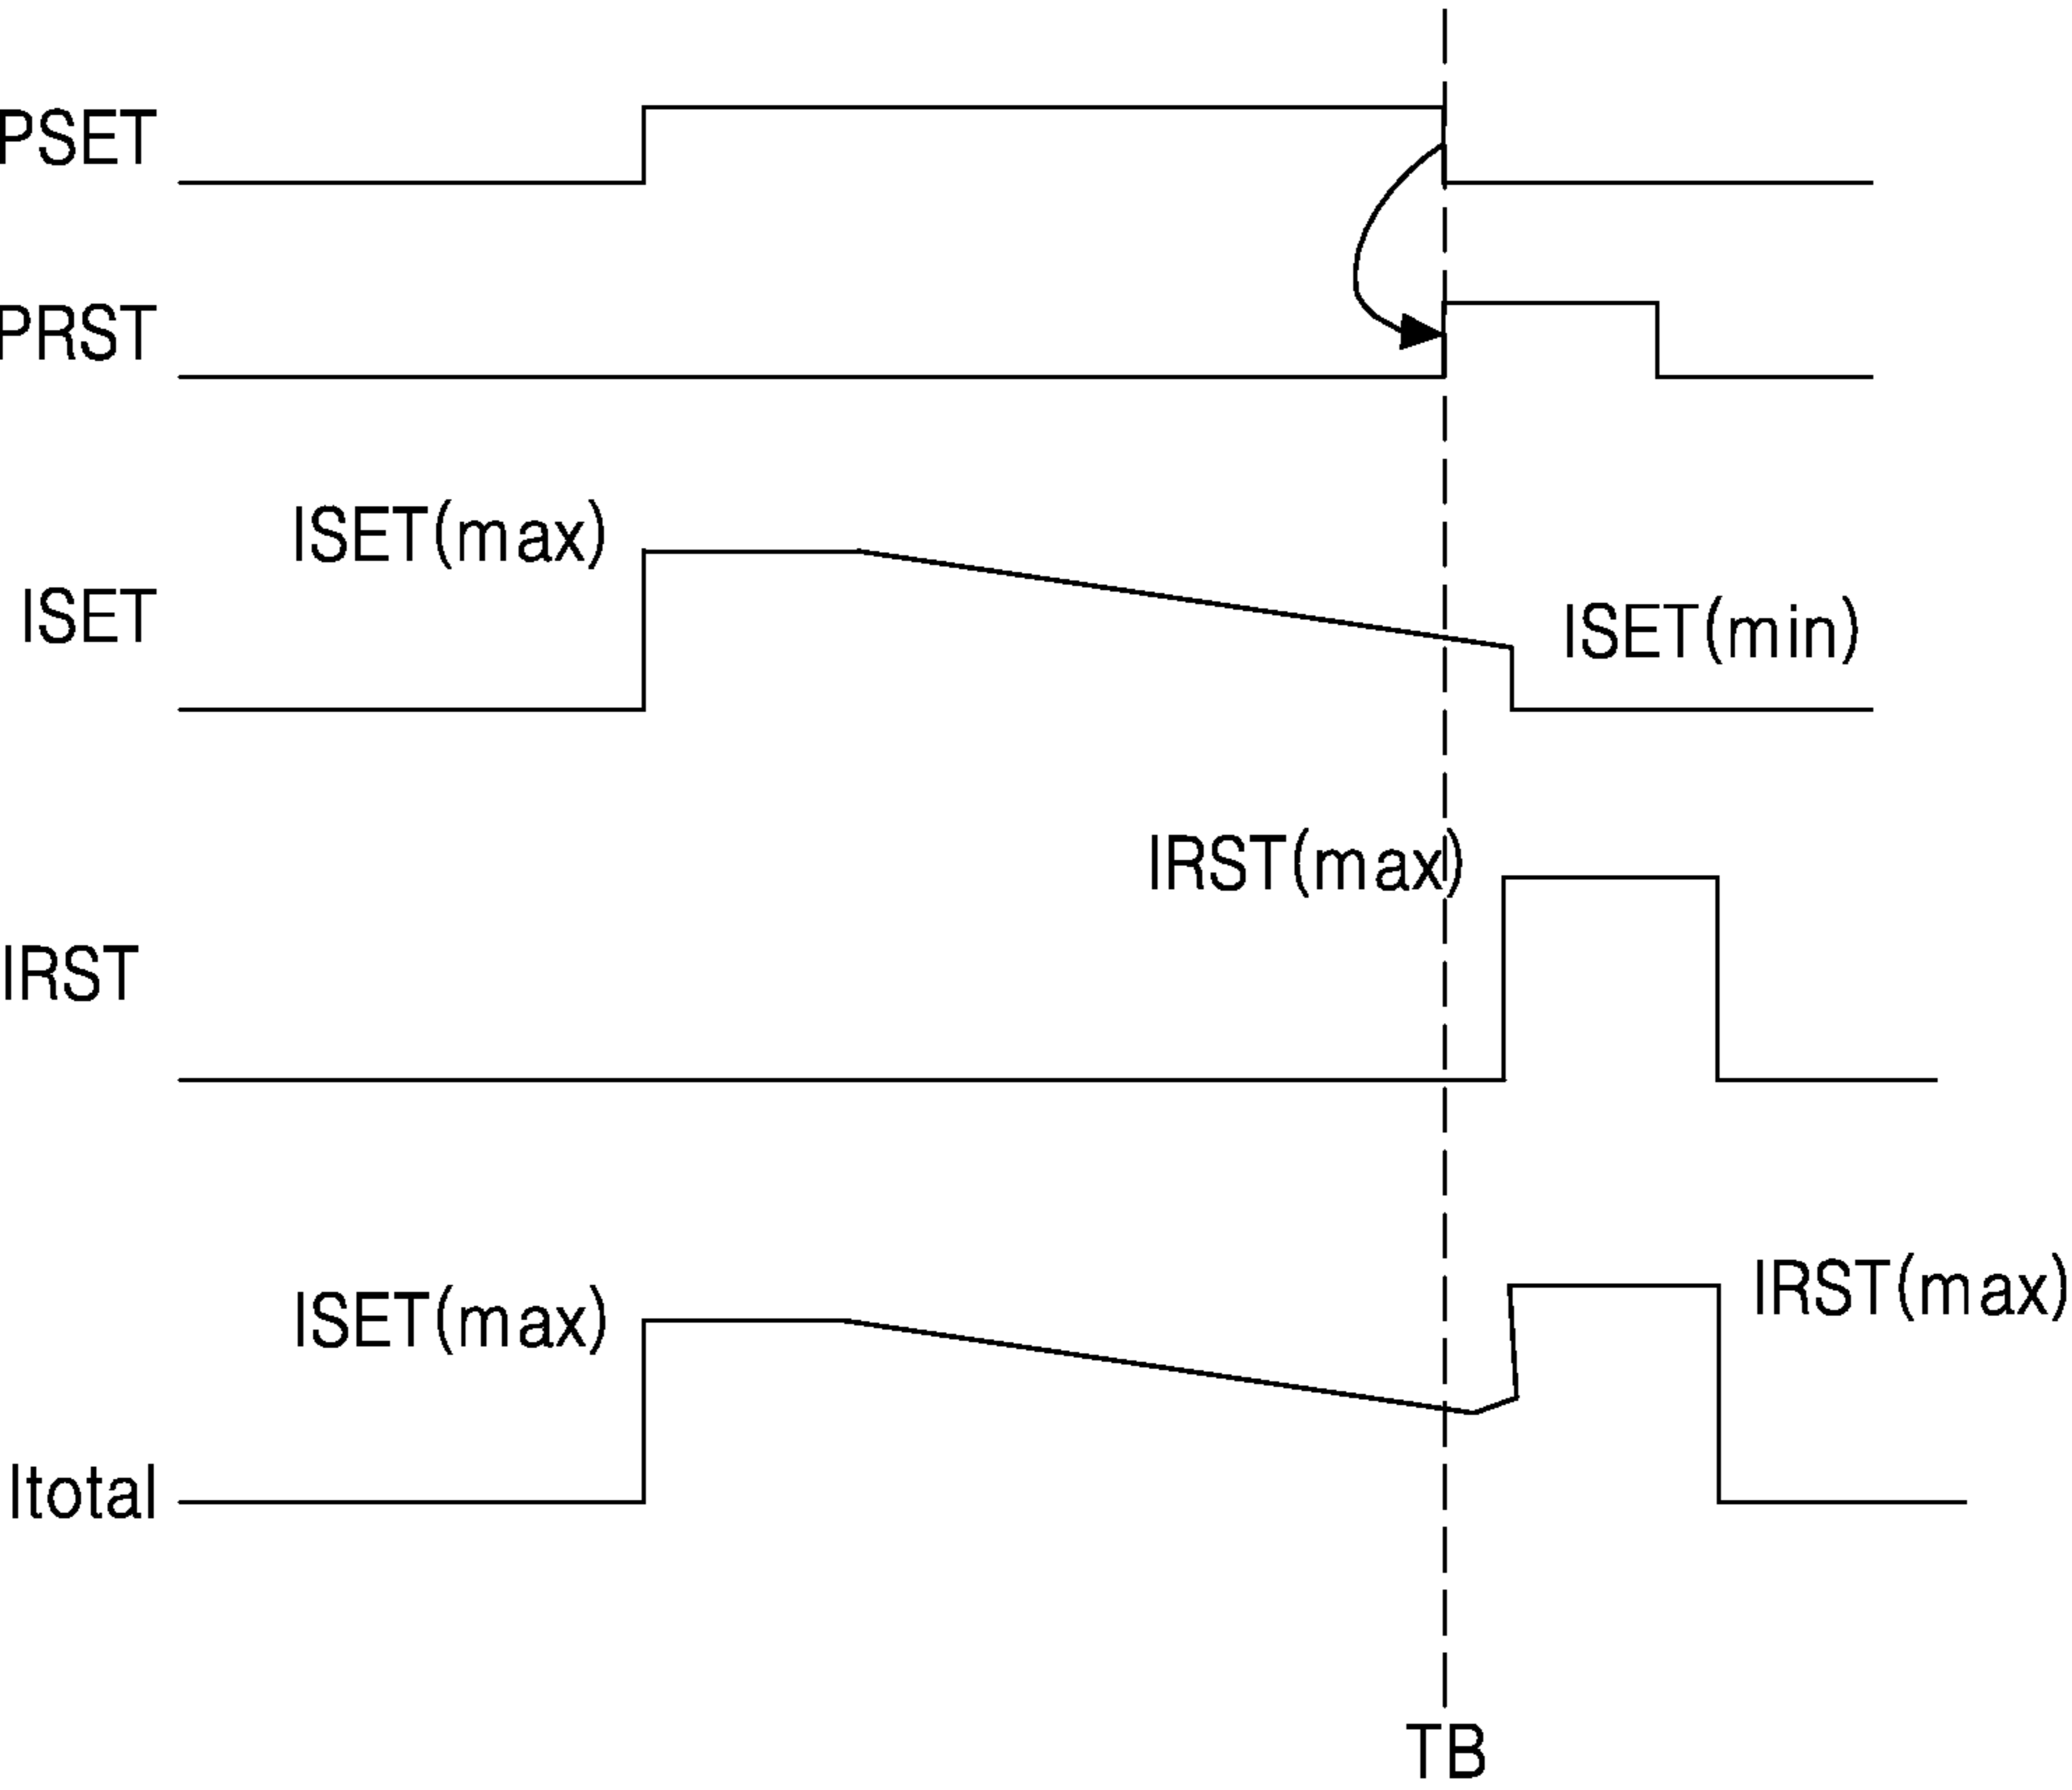 PSET
PRST
ISET(max)
ISET
ISET(min)
IRST(max)
IRST
IRST(max)
ISET(max)
Itotal
TB